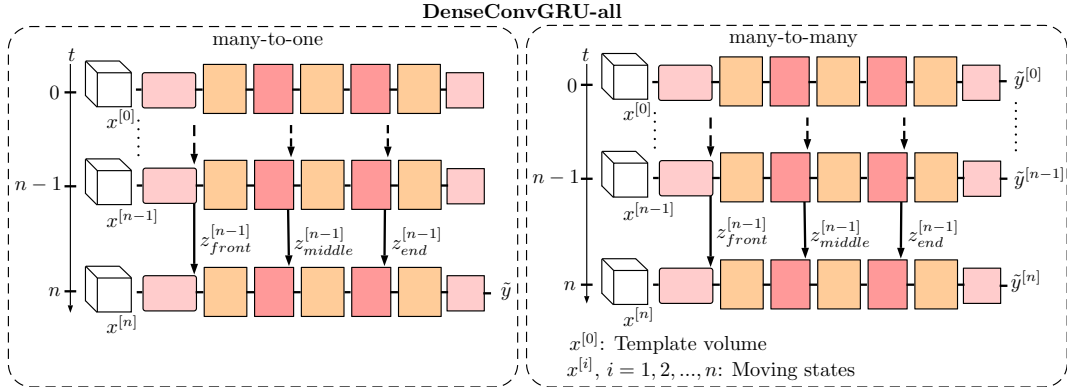 DenseConvGRU-all
many-to-one
t
0
x^{[0]}
n − 1
x^{[n-1]}
z_{front}^{[n-1]} z_{middle}^{[n-1]} z_{end}^{[n-1]}
n
ỹ
x^{[n]}
many-to-many
t
0
ỹ^{[0]}
x^{[0]}
n − 1
ỹ^{[n-1]}
x^{[n-1]}
z_{front}^{[n-1]} z_{middle}^{[n-1]} z_{end}^{[n-1]}
n
ỹ^{[n]}
x^{[n]}
x^{[0]}: Template volume
x^{[i]}, i = 1, 2, ..., n: Moving states